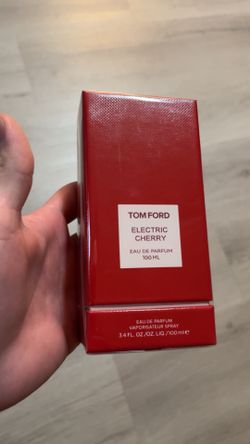 TOM FORD
ELECTRIC
CHERRY
EAU DE PARFUM
100 ML
EAU DE PARFUM
VAPORISATEUR SPRAY
3.4 FL. OZ./OZ. LIQ / 100 ml ℮